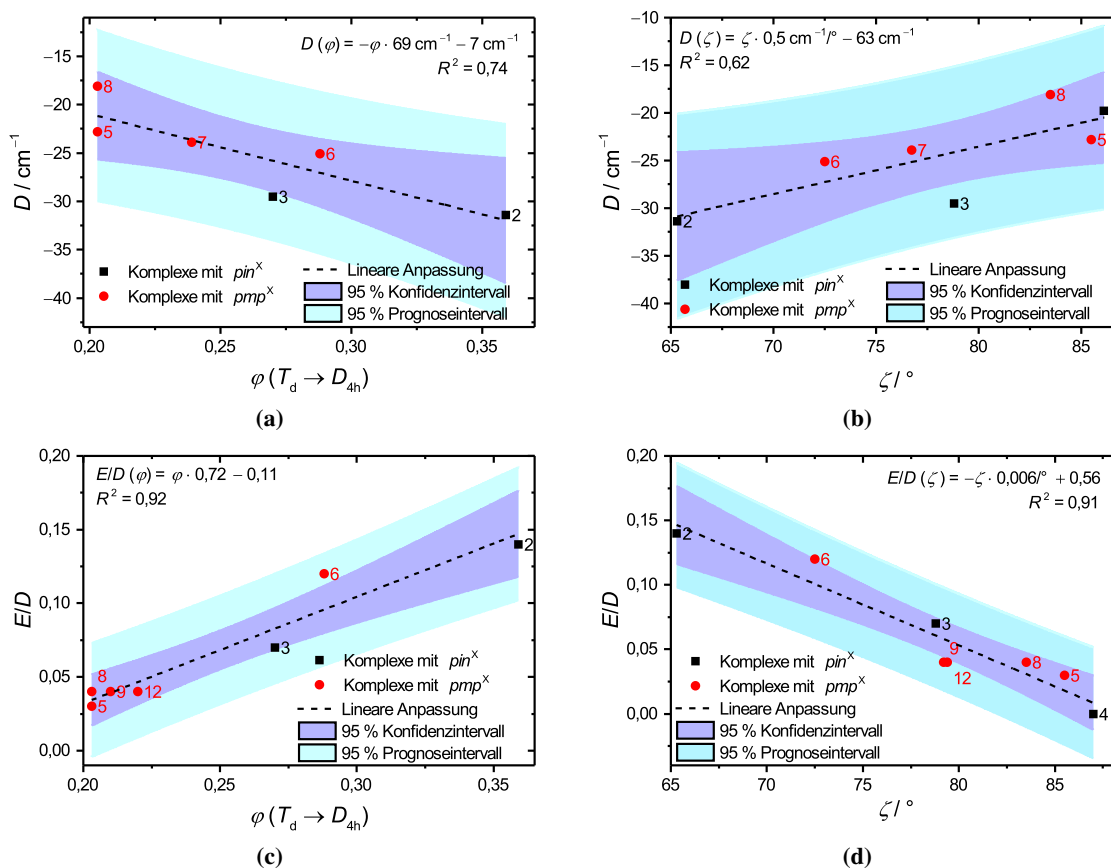 D (φ) = −φ · 69 cm⁻¹ − 7 cm⁻¹
R² = 0,74
−15
−20
−25
−30
−35
−40
D / cm⁻¹
8
5
7
6
3
2
Komplexe mit pinˣ
Komplexe mit pmpˣ
Lineare Anpassung
95 % Konfidenzintervall
95 % Prognoseintervall
0,20 0,25 0,30 0,35
φ (T_d → D_4h)
(a)
D (ζ) = ζ · 0,5 cm⁻¹/° − 63 cm⁻¹
R² = 0,62
−10
−15
−20
−25
−30
−35
−40
D / cm⁻¹
8
5
6
7
3
2
Komplexe mit pinˣ
Komplexe mit pmpˣ
Lineare Anpassung
95 % Konfidenzintervall
95 % Prognoseintervall
65 70 75 80 85
ζ / °
(b)
E/D (φ) = φ · 0,72 − 0,11
R² = 0,92
0,20
0,15
0,10
0,05
0,00
E/D
2
6
3
8
9
12
5
Komplexe mit pinˣ
Komplexe mit pmpˣ
Lineare Anpassung
95 % Konfidenzintervall
95 % Prognoseintervall
0,20 0,25 0,30 0,35
φ (T_d → D_4h)
(c)
E/D (ζ) = −ζ · 0,006/° + 0,56
R² = 0,91
0,20
0,15
0,10
0,05
0,00
E/D
2
6
3
9
12
8
5
4
Komplexe mit pinˣ
Komplexe mit pmpˣ
Lineare Anpassung
95 % Konfidenzintervall
95 % Prognoseintervall
65 70 75 80 85
ζ / °
(d)